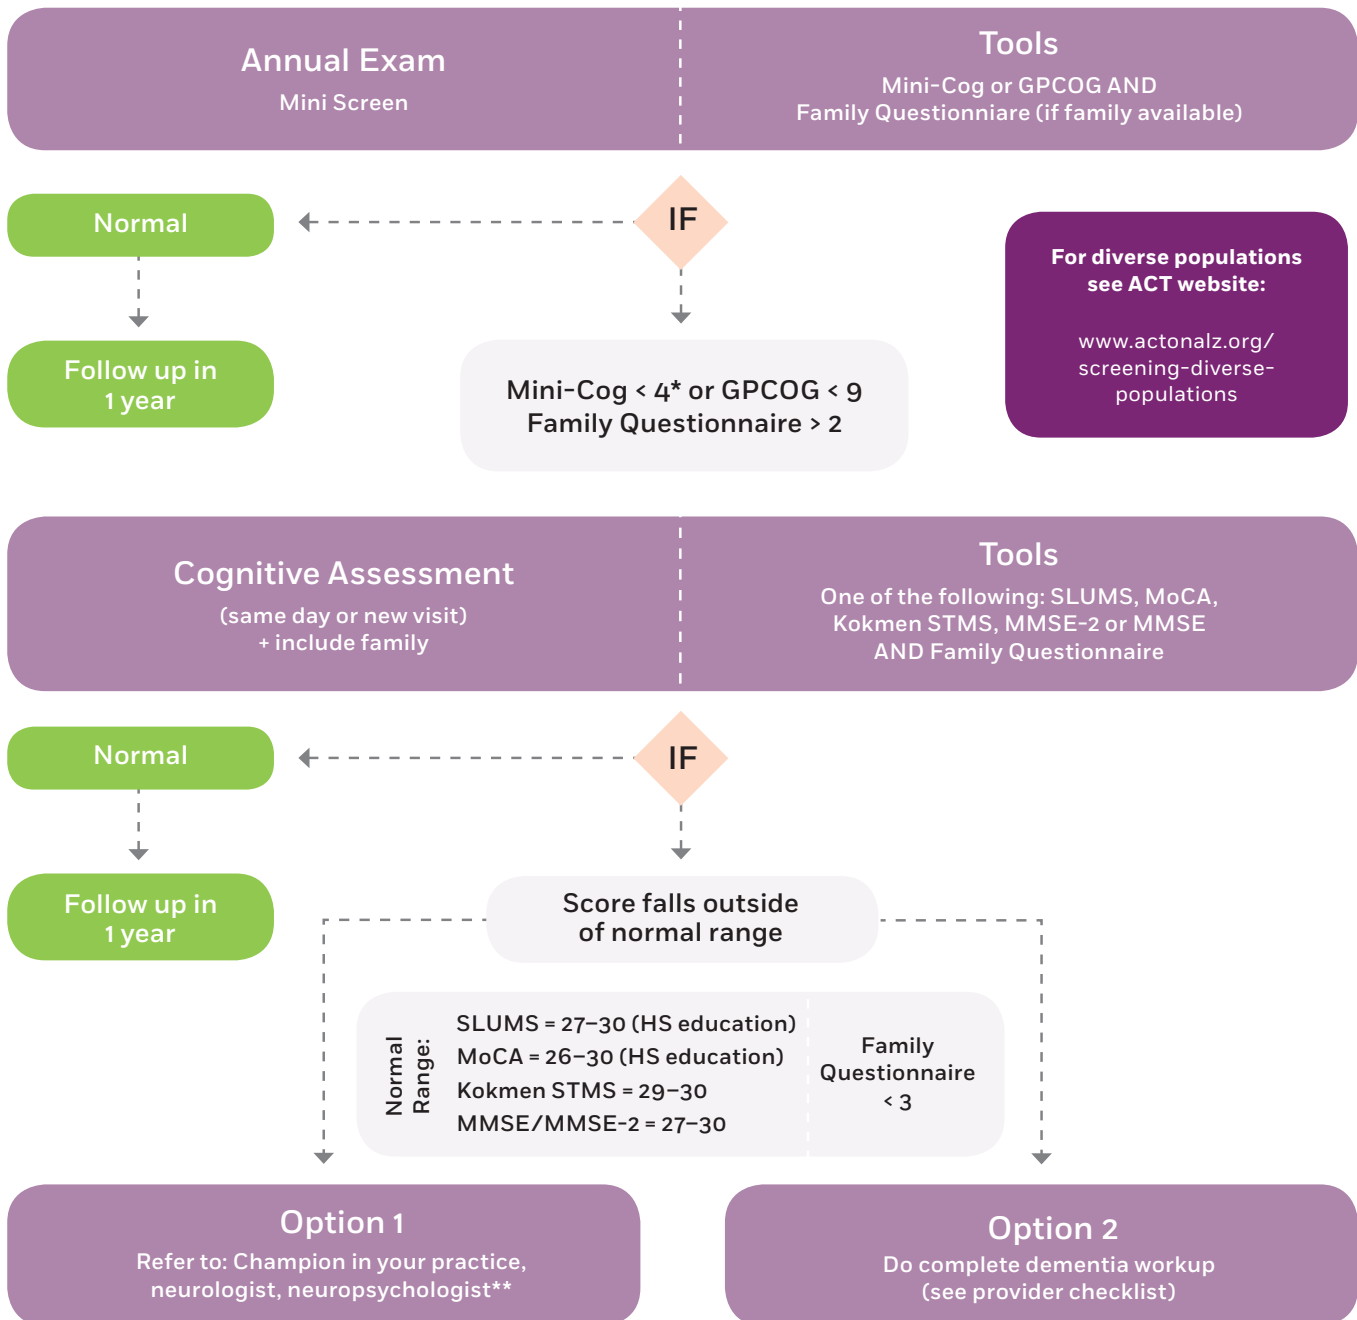 Annual Exam
Mini Screen
Tools
Mini-Cog or GPCOG AND
Family Questionniare (if family available)
IF
Normal
Follow up in
1 year
Mini-Cog < 4* or GPCOG < 9
Family Questionnaire > 2
For diverse populations
see ACT website:
www.actonalz.org/
screening-diverse-
populations
Cognitive Assessment
(same day or new visit)
+ include family
Tools
One of the following: SLUMS, MoCA,
Kokmen STMS, MMSE-2 or MMSE
AND Family Questionnaire
IF
Normal
Follow up in
1 year
Score falls outside
of normal range
Normal
Range:
SLUMS = 27–30 (HS education)
MoCA = 26–30 (HS education)
Kokmen STMS = 29–30
MMSE/MMSE-2 = 27–30
Family
Questionnaire
< 3
Option 1
Refer to: Champion in your practice,
neurologist, neuropsychologist**
Option 2
Do complete dementia workup
(see provider checklist)